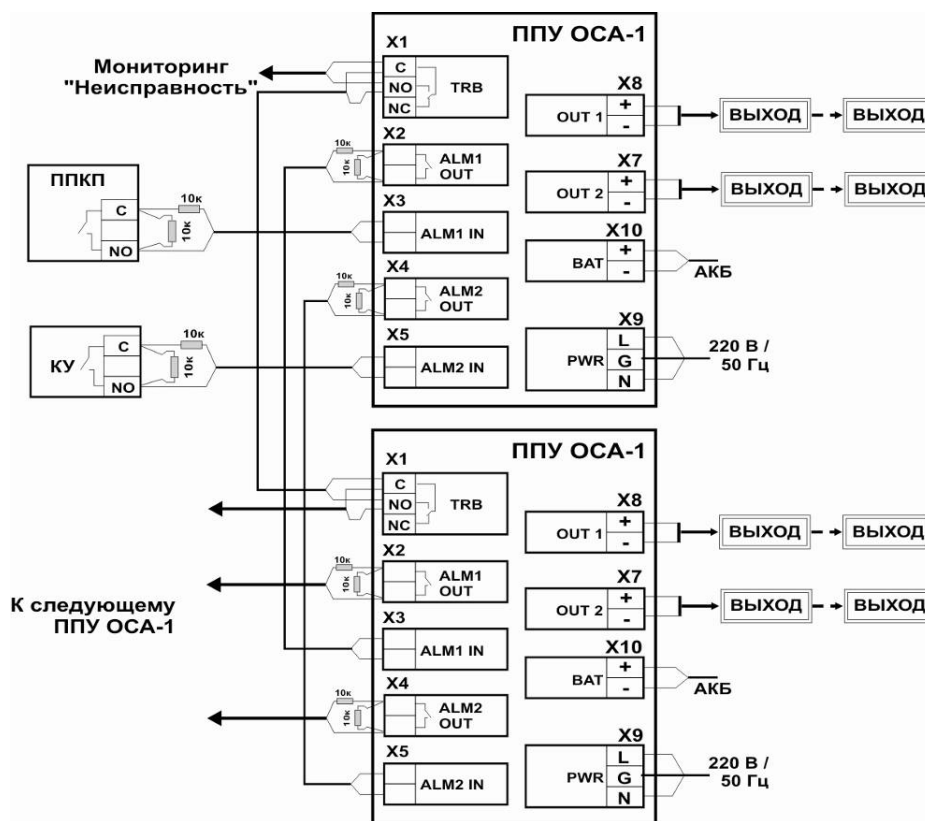 ППУ ОСА-1
X1
C
NO
NC
TRB
Мониторинг
"Неисправность"
X8
OUT 1
+
-
ВЫХОД
ВЫХОД
X2
10к
10к
ALM1
OUT
X7
OUT 2
+
-
ВЫХОД
ВЫХОД
ППКП
C
NO
10к
10к
X3
ALM1 IN
X10
BAT
+
-
АКБ
X4
10к
10к
ALM2
OUT
КУ
C
NO
10к
10к
X5
ALM2 IN
X9
PWR
L
G
N
220 В /
50 Гц
ППУ ОСА-1
X1
C
NO
NC
TRB
X8
OUT 1
+
-
ВЫХОД
ВЫХОД
X2
10к
10к
ALM1
OUT
X7
OUT 2
+
-
ВЫХОД
ВЫХОД
К следующему
ППУ ОСА-1
X3
ALM1 IN
X10
BAT
+
-
АКБ
X4
10к
10к
ALM2
OUT
X5
ALM2 IN
X9
PWR
L
G
N
220 В /
50 Гц